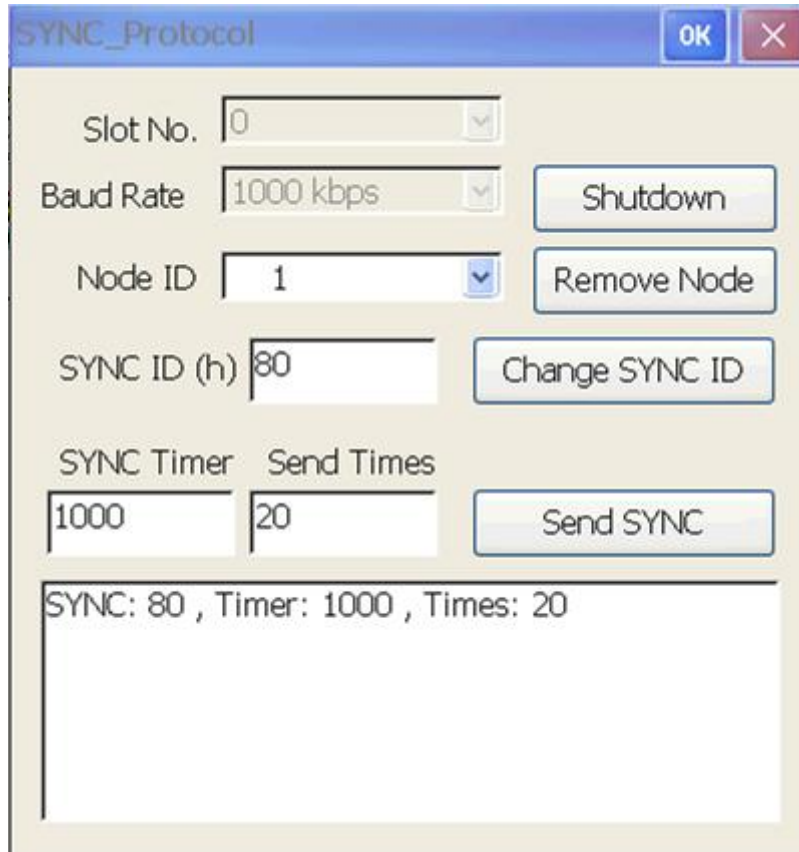 SYNC_Protocol OK
Slot No. 0
Baud Rate 1000 kbps Shutdown
Node ID 1 Remove Node
SYNC ID (h) 80 Change SYNC ID
SYNC Timer Send Times
1000 20 Send SYNC
SYNC: 80 , Timer: 1000 , Times: 20